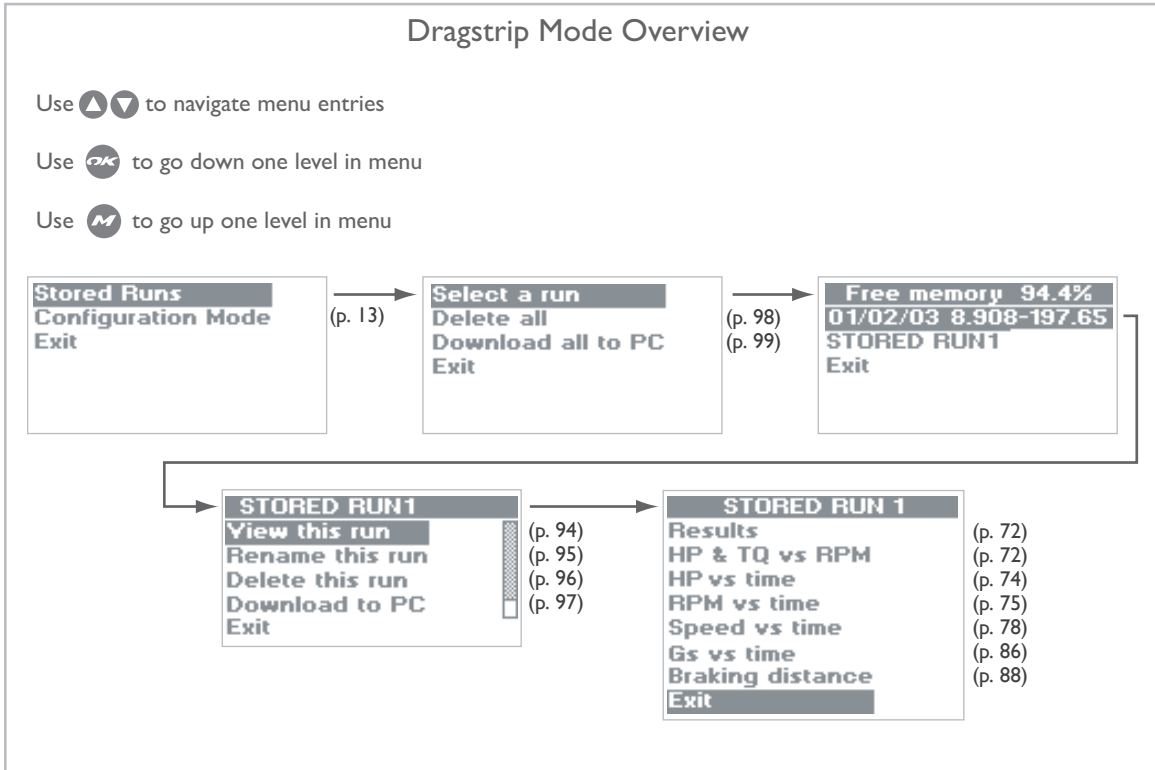 Dragstrip Mode Overview
Use to navigate menu entries
Use OK to go down one level in menu
Use M to go up one level in menu
Stored Runs
Configuration Mode
Exit
(p. 13)
Select a run
Delete all
Download all to PC
Exit
(p. 98)
(p. 99)
Free memory 94.4%
01/02/03 8.908-197.65
STORED RUN1
Exit
STORED RUN1
View this run
Rename this run
Delete this run
Download to PC
Exit
(p. 94)
(p. 95)
(p. 96)
(p. 97)
STORED RUN 1
Results
HP & TQ vs RPM
HP vs time
RPM vs time
Speed vs time
Gs vs time
Braking distance
Exit
(p. 72)
(p. 72)
(p. 74)
(p. 75)
(p. 78)
(p. 86)
(p. 88)